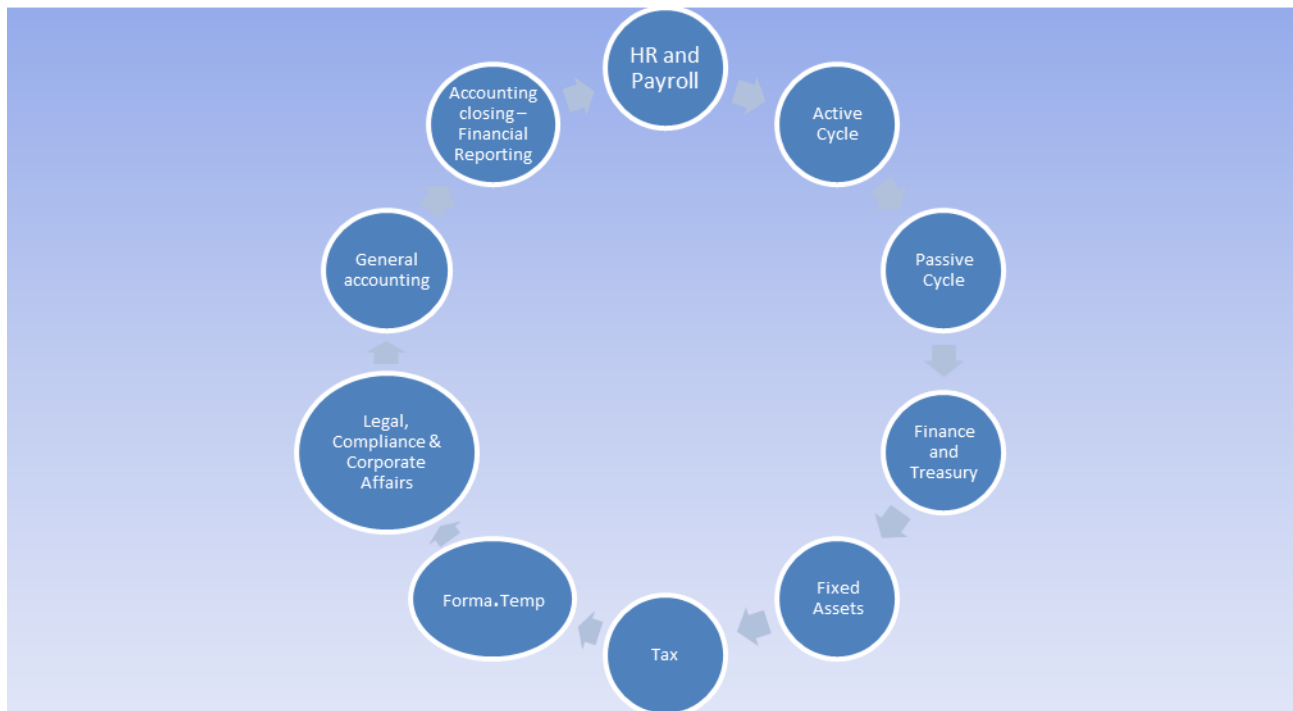 HR and
Payroll
Active
Cycle
Passive
Cycle
Finance
and
Treasury
Fixed
Assets
Tax
Forma.Temp
Legal,
Compliance &
Corporate
Affairs
General
accounting
Accounting
closing –
Financial
Reporting